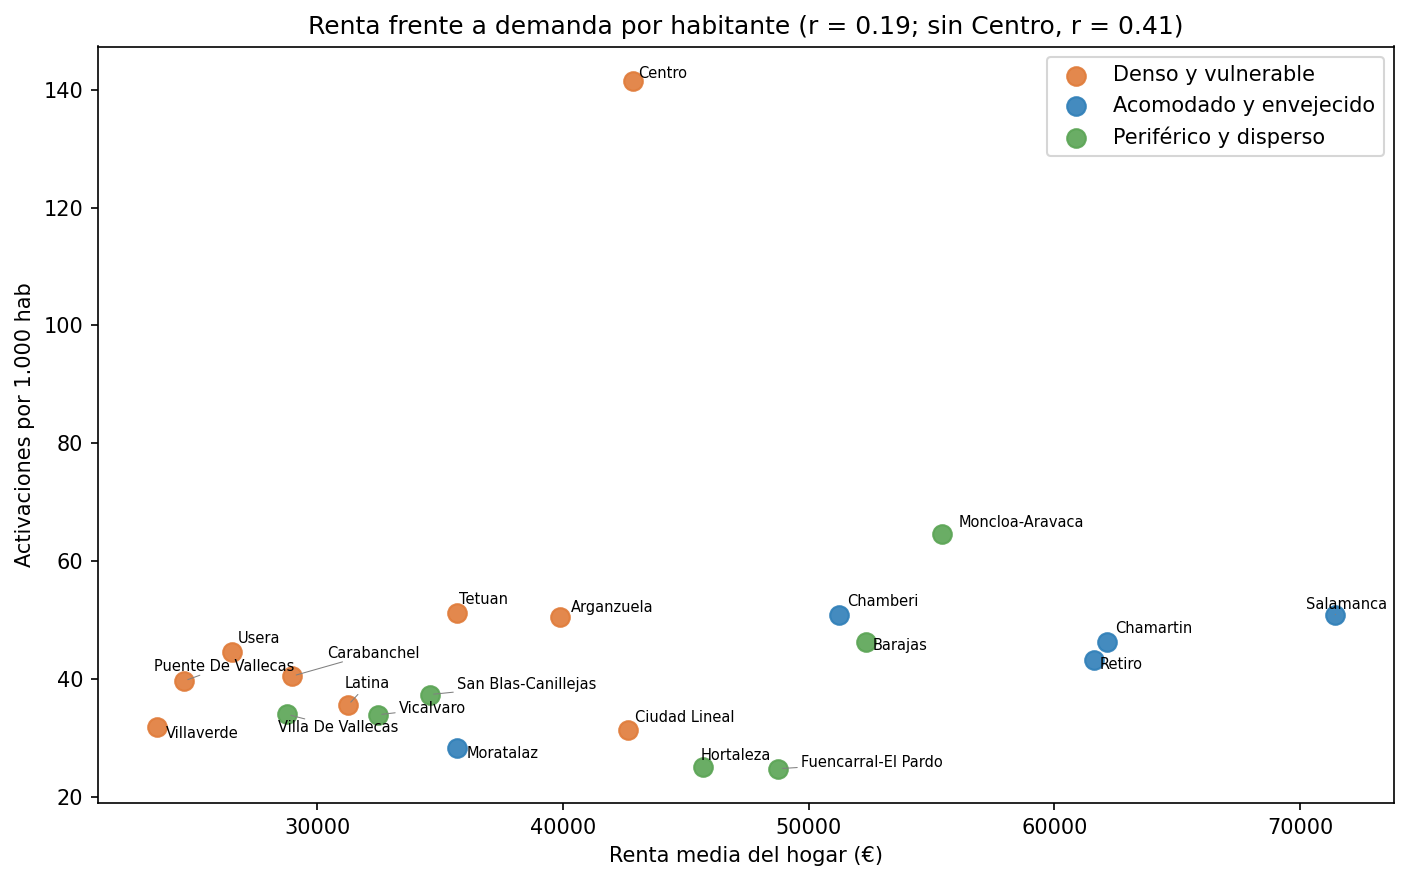 Renta frente a demanda por habitante (r = 0.19; sin Centro, r = 0.41)
Denso y vulnerable
Acomodado y envejecido
Periférico y disperso
Activaciones por 1.000 hab
140
120
100
80
60
40
20
Centro
Moncloa-Aravaca
Tetuan
Arganzuela
Chamberi
Salamanca
Usera
Carabanchel
Barajas
Chamartin
Puente De Vallecas
Retiro
Latina
San Blas-Canillejas
Vicalvaro
Villaverde
Villa De Vallecas
Ciudad Lineal
Moratalaz
Hortaleza
Fuencarral-El Pardo
30000
40000
50000
60000
70000
Renta media del hogar (€)